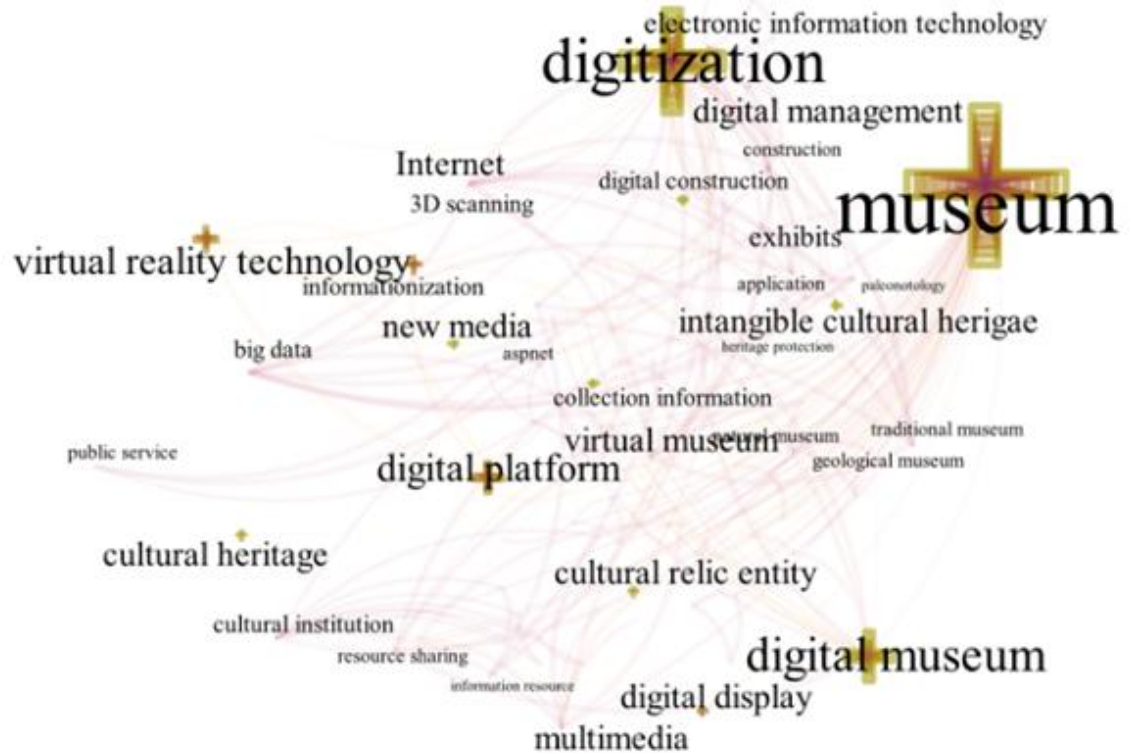 electronic information technology
digitization
digital management
construction
Internet
digital construction
3D scanning
museum
exhibits
virtual reality technology
informationization
application
paleonotology
new media
intangible cultural herigae
heritage protection
big data
aspnet
collection information
virtual museum
natural museum
traditional museum
public service
digital platform
geological museum
cultural heritage
cultural relic entity
cultural institution
resource sharing
digital museum
information resource
digital display
multimedia